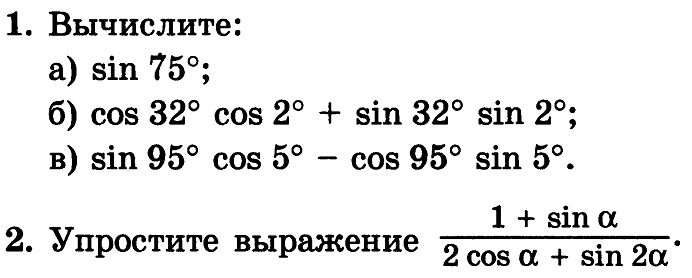 1. Вычислите:
а) sin 75°;
б) cos 32° cos 2° + sin 32° sin 2°;
в) sin 95° cos 5° − cos 95° sin 5°.
2. Упростите выражение (1 + sin α)/(2 cos α + sin 2α).